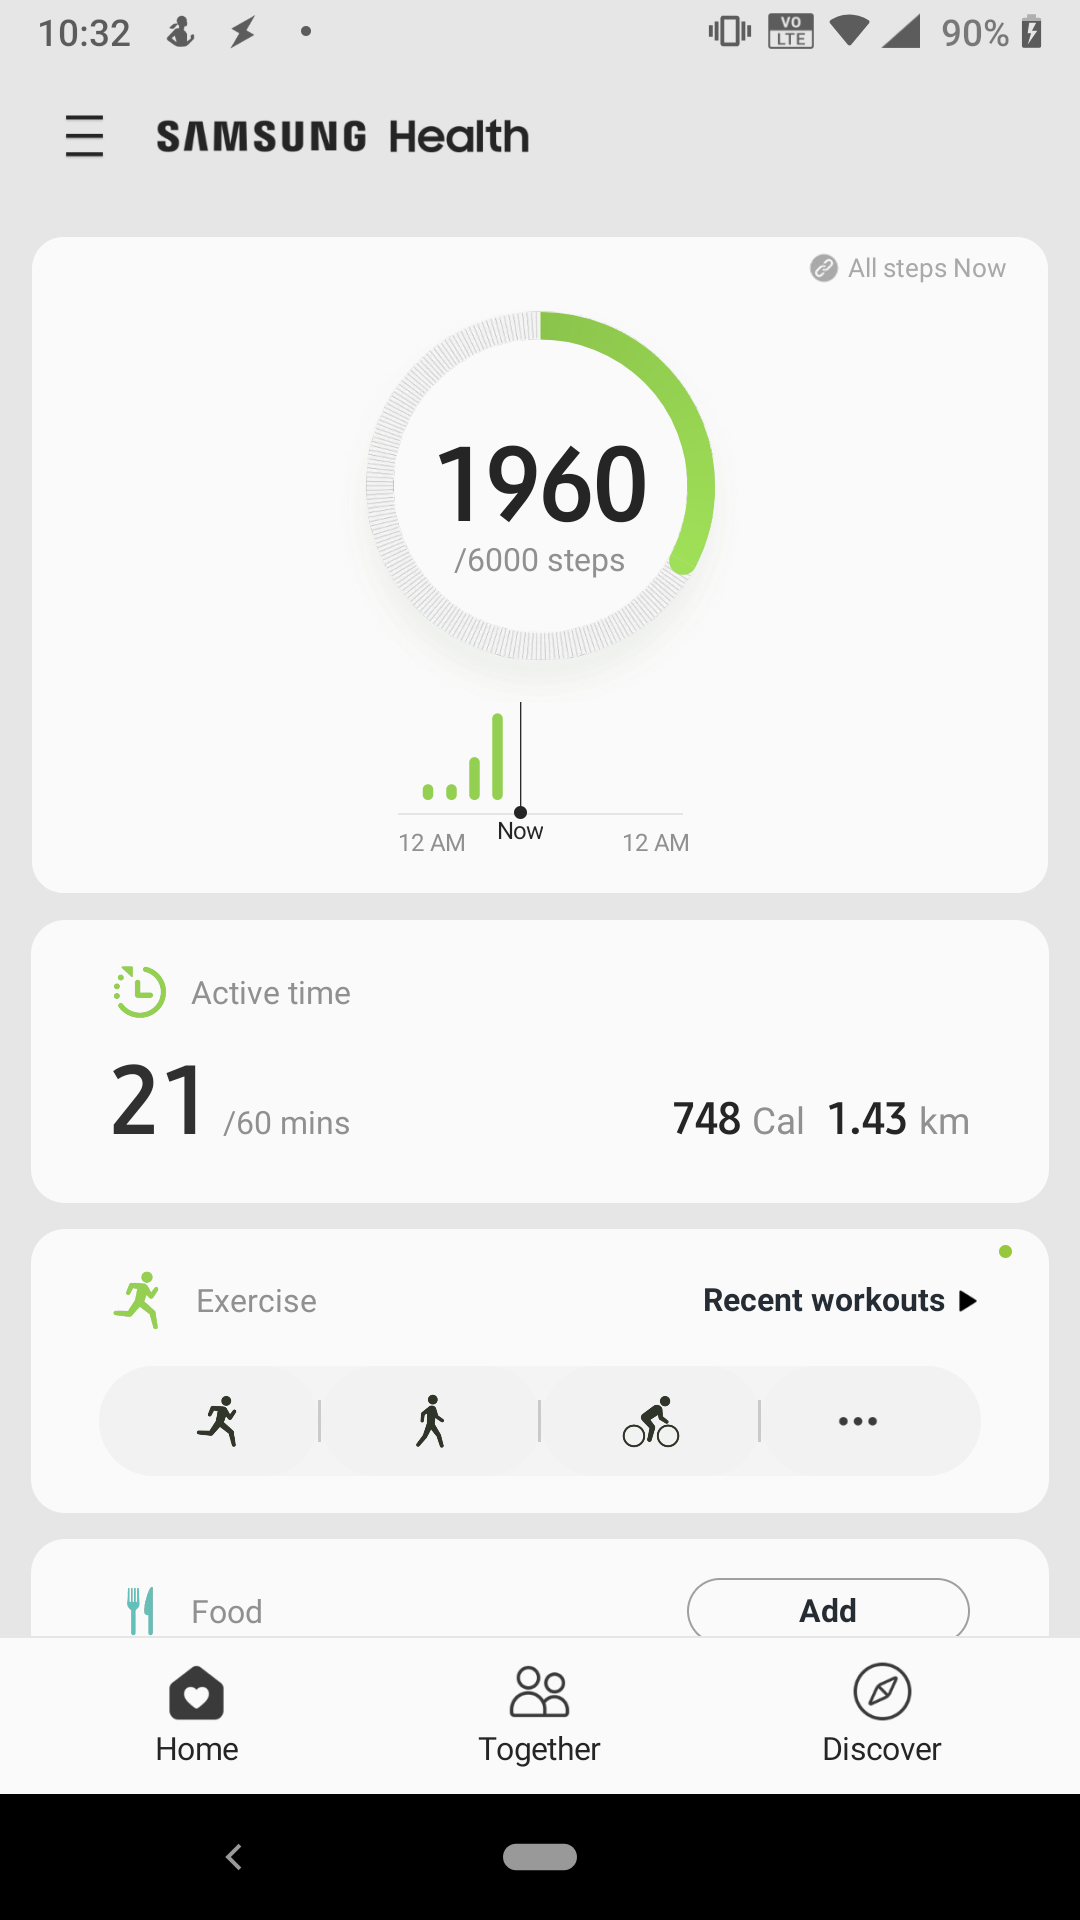 10:32 VO LTE 90%
SAMSUNG Health
All steps Now
1960
/6000 steps
Now
12 AM 12 AM
Active time
21 /60 mins 748 Cal 1.43 km
Exercise Recent workouts
Food Add
Home Together Discover